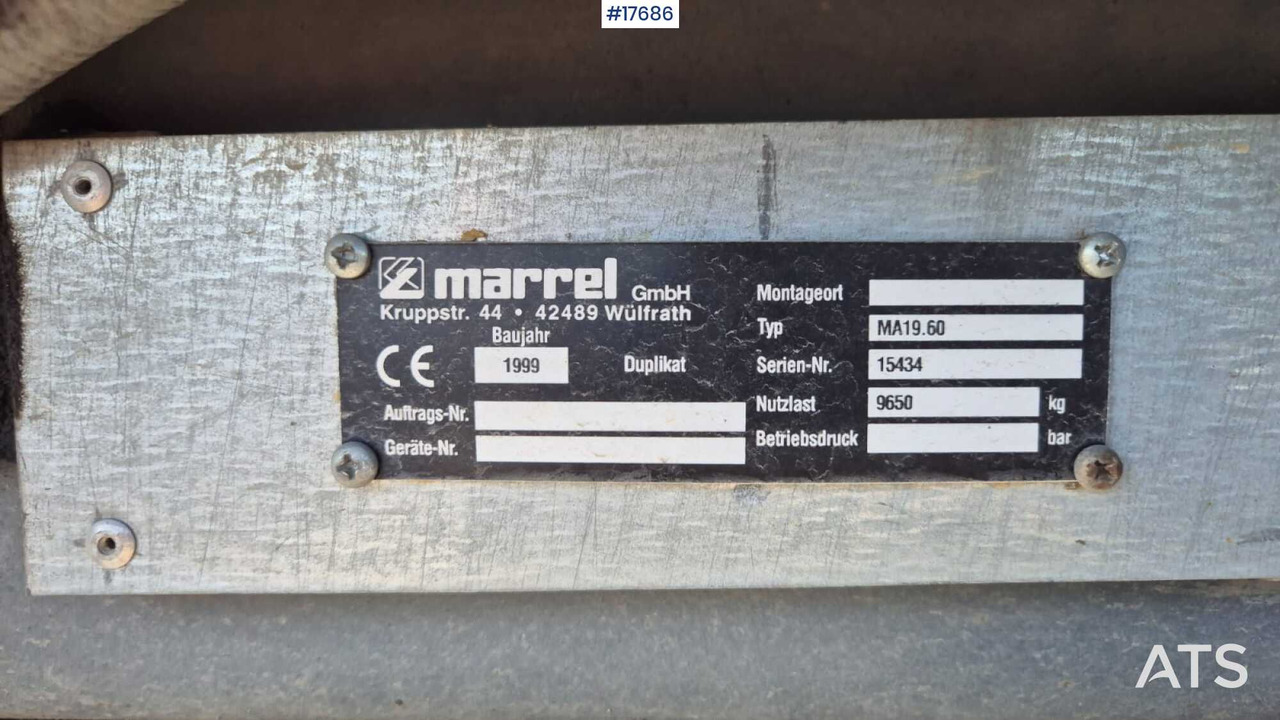 #17686
marrel GmbH
Kruppstr. 44 • 42489 Wülfrath
Baujahr
CE 1999 Duplikat
Auftrags-Nr.
Geräte-Nr.
Montageort
Typ MA19.60
Serien-Nr. 15434
Nutzlast 9650 kg
Betriebsdruck bar
ATS